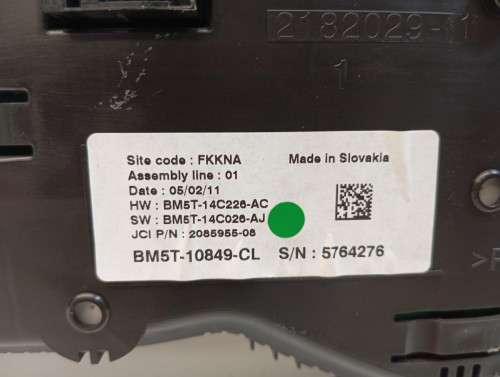 2182029-11
1
Site code : FKKNA
Made in Slovakia
Assembly line : 01
Date : 05/02/11
HW : BM5T-14C226-AC
SW : BM5T-14C026-AJ
JCI P/N : 2085955-08
BM5T-10849-CL S/N : 5764276
>P